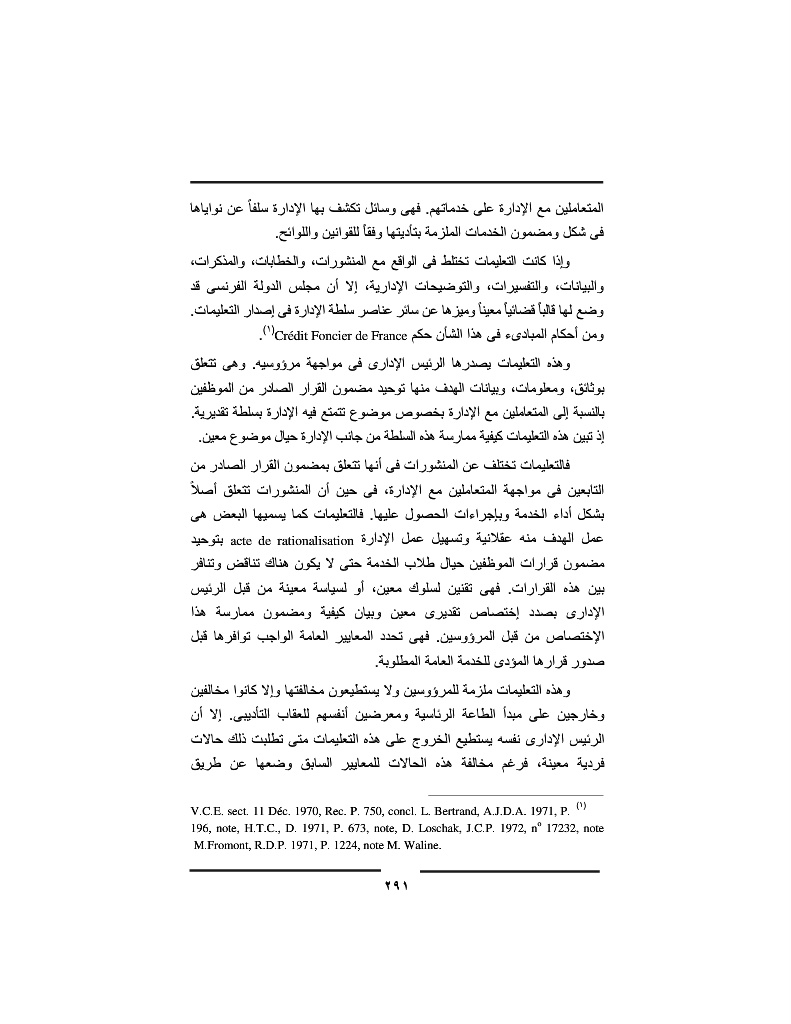 المتعاملين مع الإدارة على خدماتهم. فهى وسائل تكشف بها الإدارة سلفاً عن نواياها
فى شكل ومضمون الخدمات الملزمة بتأديتها وفقاً للقوانين واللوائح.
وإذا كانت التعليمات تختلط فى الواقع مع المنشورات، والخطابات، والمذكرات،
والبيانات، والتفسيرات، والتوضيحات الإدارية، إلا أن مجلس الدولة الفرنسى قد
وضع لها قالباً قضائياً معيناً وميزها عن سائر عناصر سلطة الإدارة فى إصدار التعليمات.
ومن أحكام المبادىء فى هذا الشأن حكم Crédit Foncier de France(١).
وهذه التعليمات يصدرها الرئيس الإدارى فى مواجهة مرؤوسيه. وهى تتعلق
بوثائق، ومعلومات، وبيانات الهدف منها توحيد مضمون القرار الصادر من الموظفين
بالنسبة إلى المتعاملين مع الإدارة بخصوص موضوع تتمتع فيه الإدارة بسلطة تقديرية.
إذ تبين هذه التعليمات كيفية ممارسة هذه السلطة من جانب الإدارة حيال موضوع معين.
فالتعليمات تختلف عن المنشورات فى أنها تتعلق بمضمون القرار الصادر من
التابعين فى مواجهة المتعاملين مع الإدارة، فى حين أن المنشورات تتعلق أصلاً
بشكل أداء الخدمة وبإجراءات الحصول عليها. فالتعليمات كما يسميها البعض هى
عمل الهدف منه عقلانية وتسهيل عمل الإدارة acte de rationalisation بتوحيد
مضمون قرارات الموظفين حيال طلاب الخدمة حتى لا يكون هناك تناقض وتنافر
بين هذه القرارات. فهى تقنين لسلوك معين، أو لسياسة معينة من قبل الرئيس
الإدارى بصدد إختصاص تقديرى معين وبيان كيفية ومضمون ممارسة هذا
الإختصاص من قبل المرؤوسين. فهى تحدد المعايير العامة الواجب توافرها قبل
صدور قرارها المؤدى للخدمة العامة المطلوبة.
وهذه التعليمات ملزمة للمرؤوسين ولا يستطيعون مخالفتها وإلا كانوا مخالفين
وخارجين على مبدأ الطاعة الرئاسية ومعرضين أنفسهم للعقاب التأديبى. إلا أن
الرئيس الإدارى نفسه يستطيع الخروج على هذه التعليمات متى تطلبت ذلك حالات
فردية معينة، فرغم مخالفة هذه الحالات للمعايير السابق وضعها عن طريق
(١) V.C.E. sect. 11 Déc. 1970, Rec. P. 750, concl. L. Bertrand, A.J.D.A. 1971, P.
196, note, H.T.C., D. 1971, P. 673, note, D. Loschak, J.C.P. 1972, nº 17232, note
M.Fromont, R.D.P. 1971, P. 1224, note M. Waline.
٢٩١